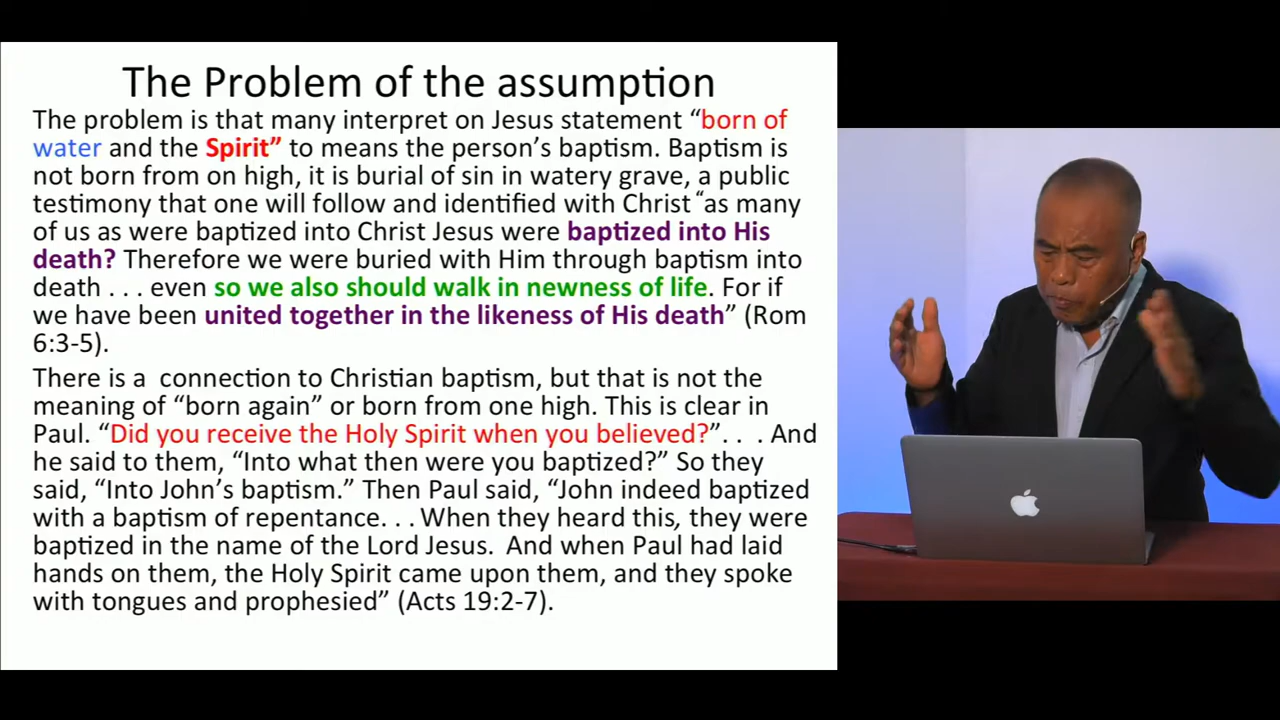 The Problem of the assumption
The problem is that many interpret on Jesus statement “born of
water and the Spirit” to means the person’s baptism. Baptism is
not born from on high, it is burial of sin in watery grave, a public
testimony that one will follow and identified with Christ “as many
of us as were baptized into Christ Jesus were baptized into His
death? Therefore we were buried with Him through baptism into
death . . . even so we also should walk in newness of life. For if
we have been united together in the likeness of His death” (Rom
6:3-5).
There is a connection to Christian baptism, but that is not the
meaning of “born again” or born from one high. This is clear in
Paul. “Did you receive the Holy Spirit when you believed?”. . . And
he said to them, “Into what then were you baptized?” So they
said, “Into John’s baptism.” Then Paul said, “John indeed baptized
with a baptism of repentance. . . When they heard this, they were
baptized in the name of the Lord Jesus. And when Paul had laid
hands on them, the Holy Spirit came upon them, and they spoke
with tongues and prophesied” (Acts 19:2-7).